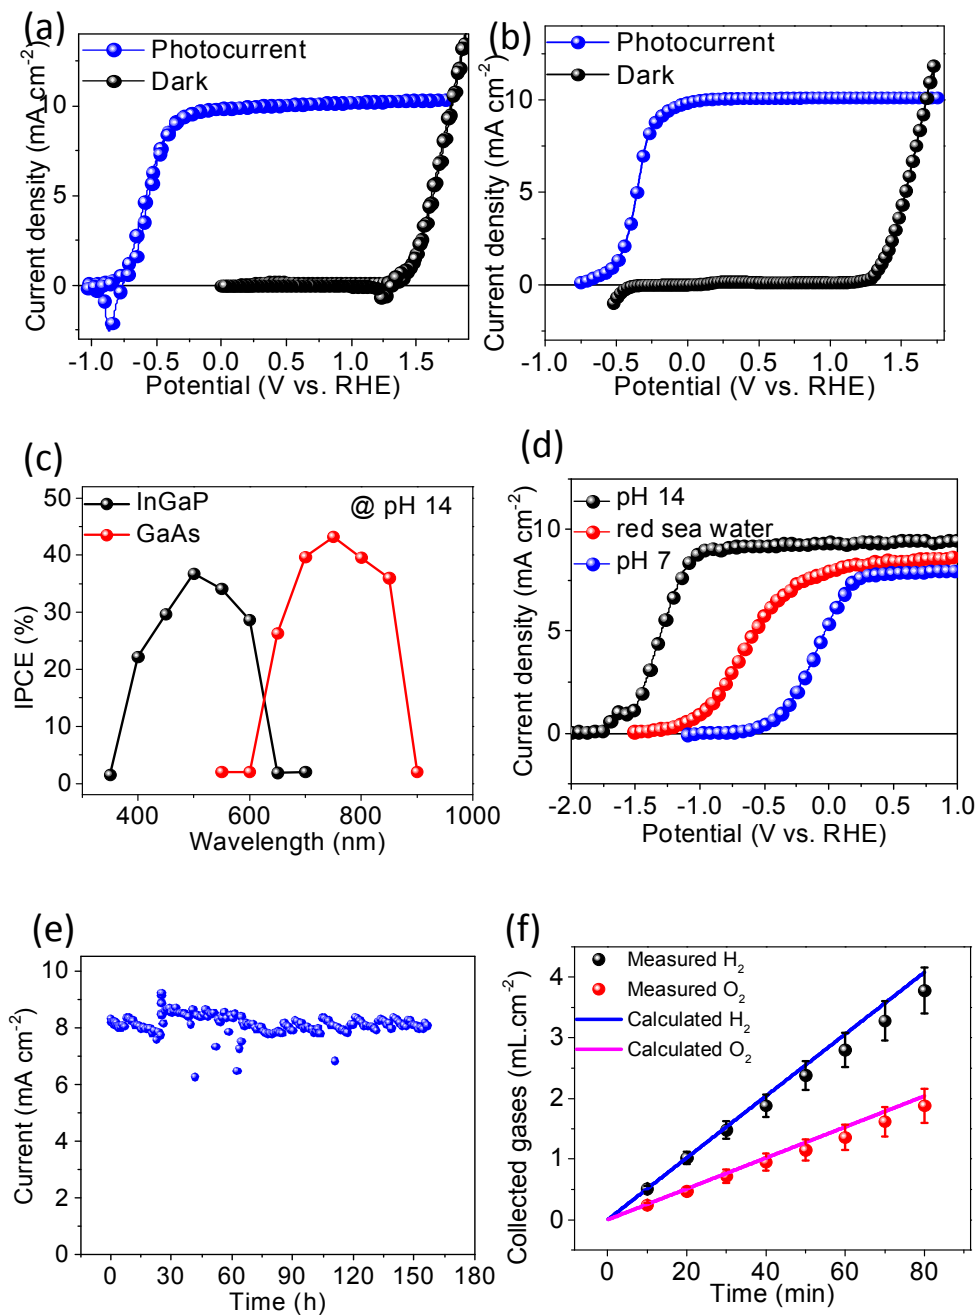 (a)
Photocurrent
Dark
Current density (mA cm-2)
10
5
0
-1.0 -0.5 0.0 0.5 1.0 1.5
Potential (V vs. RHE)
(b)
Photocurrent
Dark
Current density (mA cm-2)
10
5
0
-1.0 -0.5 0.0 0.5 1.0 1.5
Potential (V vs. RHE)
(c)
InGaP
GaAs
@ pH 14
IPCE (%)
50
40
30
20
10
0
400 600 800 1000
Wavelength (nm)
(d)
pH 14
red sea water
pH 7
Current density (mA cm-2)
10
5
0
-2.0 -1.5 -1.0 -0.5 0.0 0.5 1.0
Potential (V vs. RHE)
(e)
Current (mA cm-2)
10
8
6
4
2
0
0 30 60 90 120 150 180
Time (h)
(f)
Measured H2
Measured O2
Calculated H2
Calculated O2
Collected gases (mL.cm-2)
4
3
2
1
0
0 20 40 60 80
Time (min)